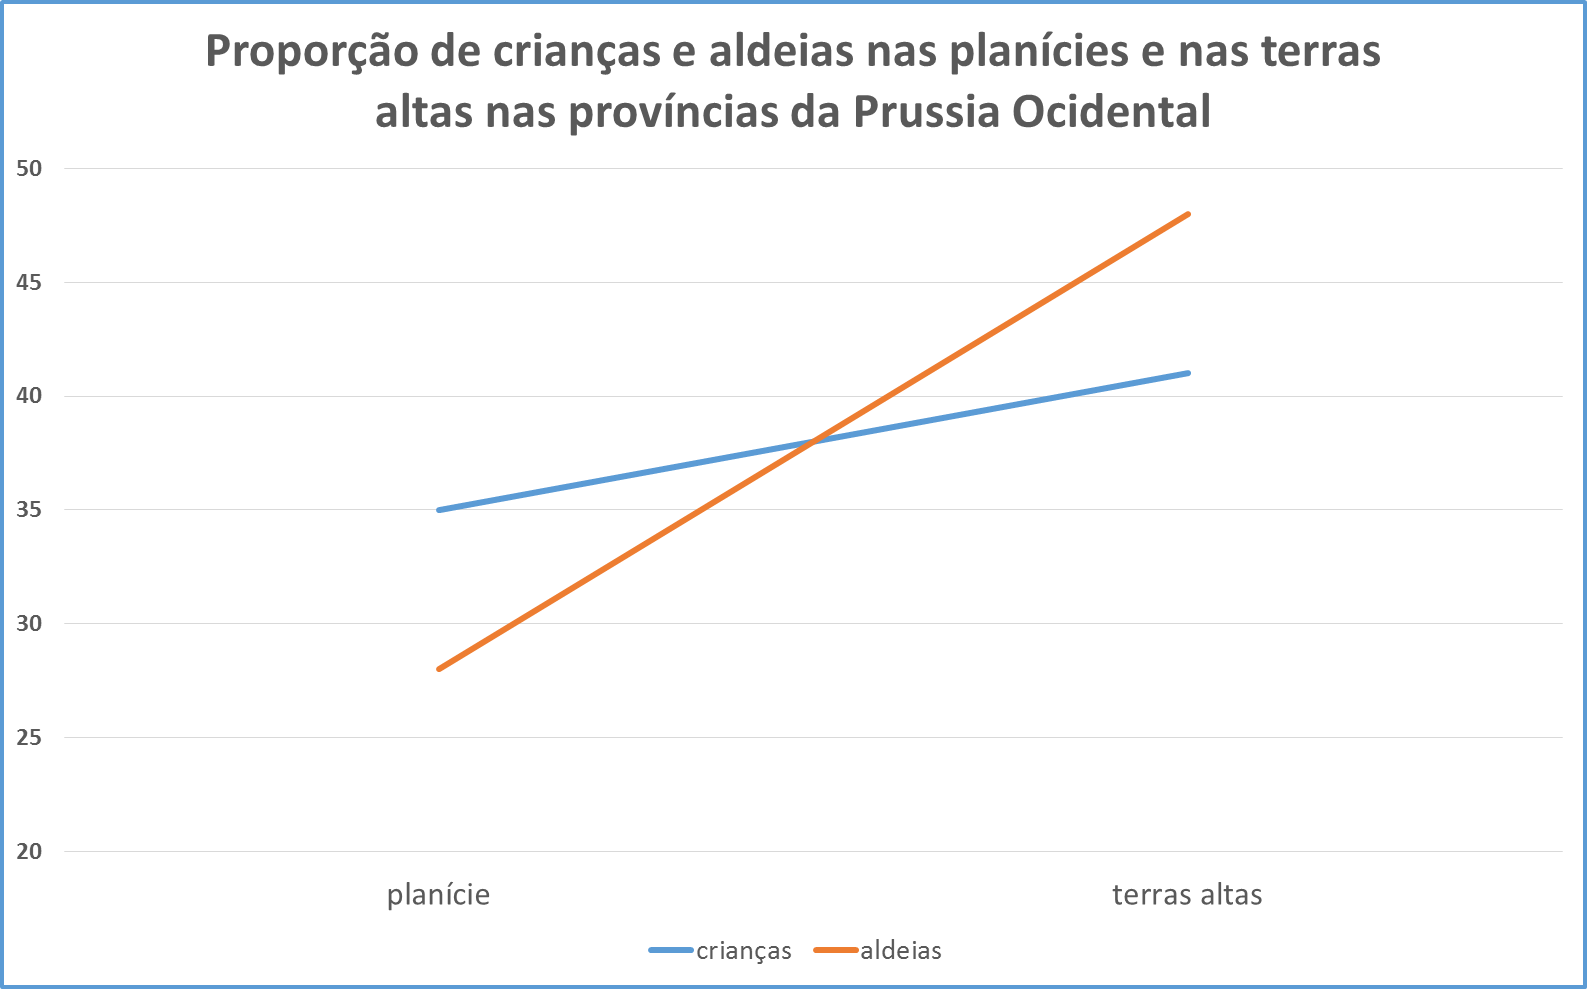 Proporção de crianças e aldeias nas planícies e nas terras
altas nas províncias da Prussia Ocidental
50
45
40
35
30
25
20
planície terras altas
crianças aldeias